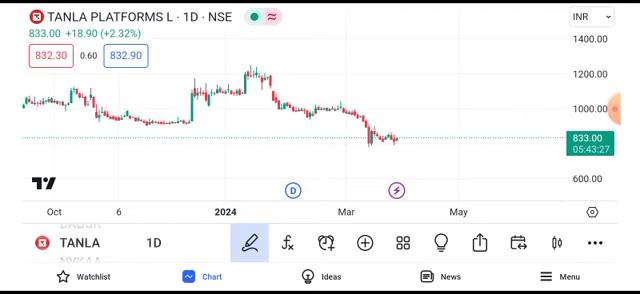 TANLA PLATFORMS L · 1D · NSE
INR
833.00 +18.90 (+2.32%)
832.30 0.60 832.90
1400.00
1200.00
1000.00
833.00
05:43:27
600.00
D
Oct 6 2024 Mar May
DABUR
TANLA 1D
NYKAA
Watchlist Chart Ideas News Menu